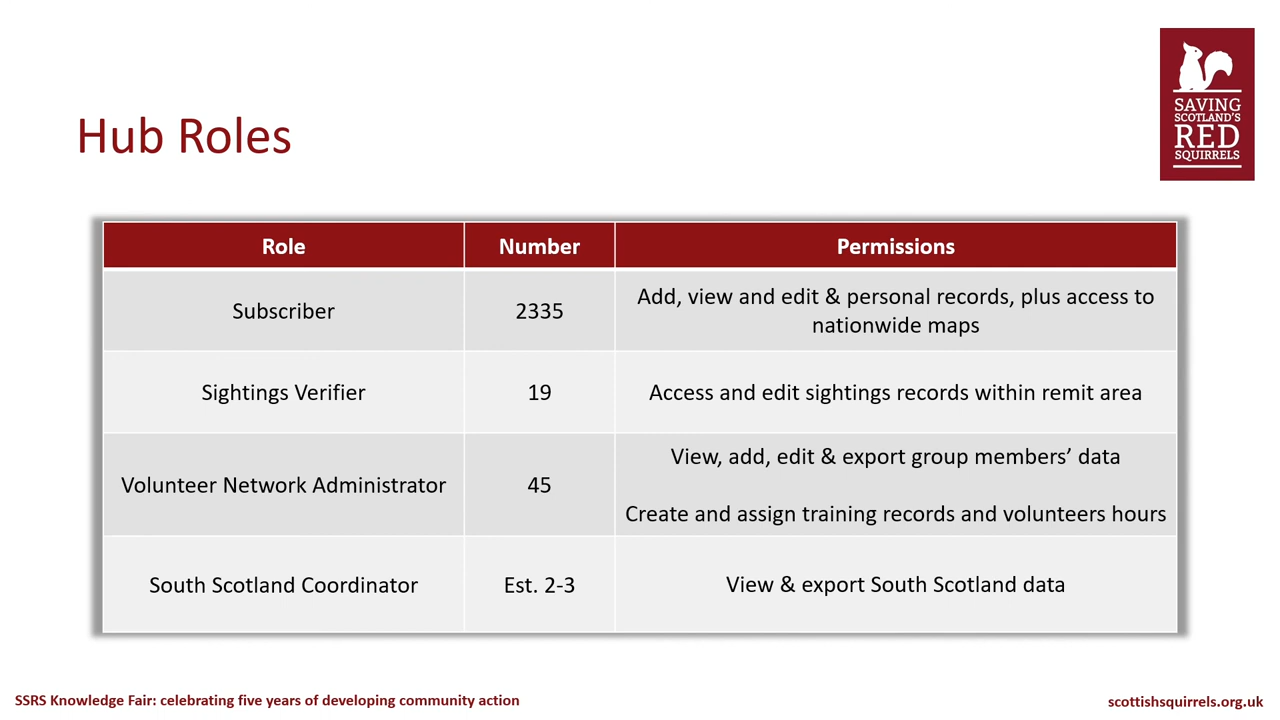 SAVING
SCOTLAND'S
RED
SQUIRRELS
Hub Roles
Role Number Permissions
Subscriber 2335 Add, view and edit & personal records, plus access to
nationwide maps
Sightings Verifier 19 Access and edit sightings records within remit area
Volunteer Network Administrator 45 View, add, edit & export group members’ data
Create and assign training records and volunteers hours
South Scotland Coordinator Est. 2-3 View & export South Scotland data
SSRS Knowledge Fair: celebrating five years of developing community action
scottishsquirrels.org.uk